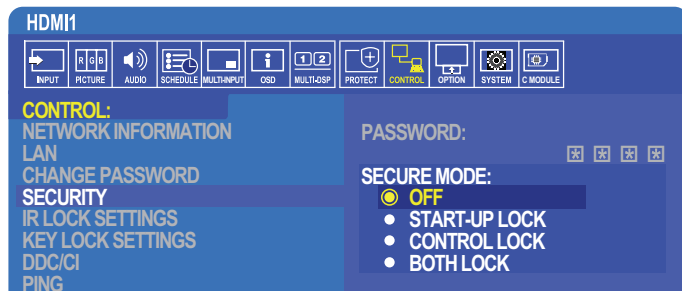 HDMI1
INPUT RGB PICTURE AUDIO SCHEDULE MULTI-INPUT OSD 1 2 MULTI-DSP PROTECT CONTROL OPTION SYSTEM C MODULE
CONTROL:
NETWORK INFORMATION
LAN
CHANGE PASSWORD
SECURITY
IR LOCK SETTINGS
KEY LOCK SETTINGS
DDC/CI
PING
PASSWORD:
* * * *
SECURE MODE:
OFF
START-UP LOCK
CONTROL LOCK
BOTH LOCK